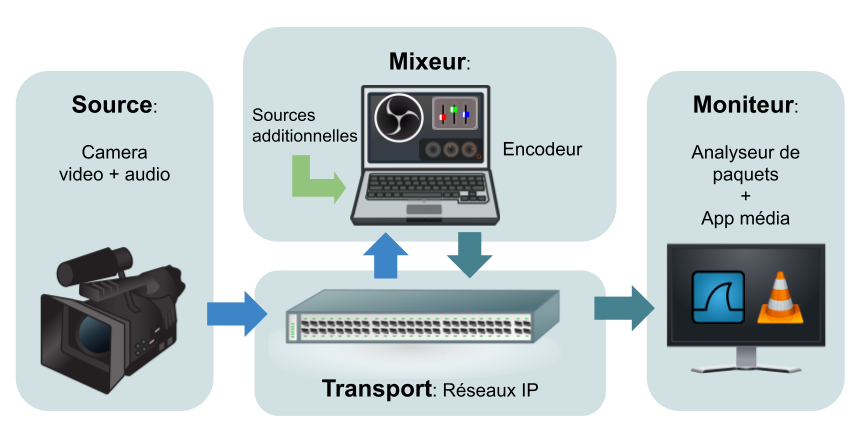 Source:
Camera
video + audio
Mixeur:
Sources
additionnelles
Encodeur
Transport: Réseaux IP
Moniteur:
Analyseur de
paquets
+
App média